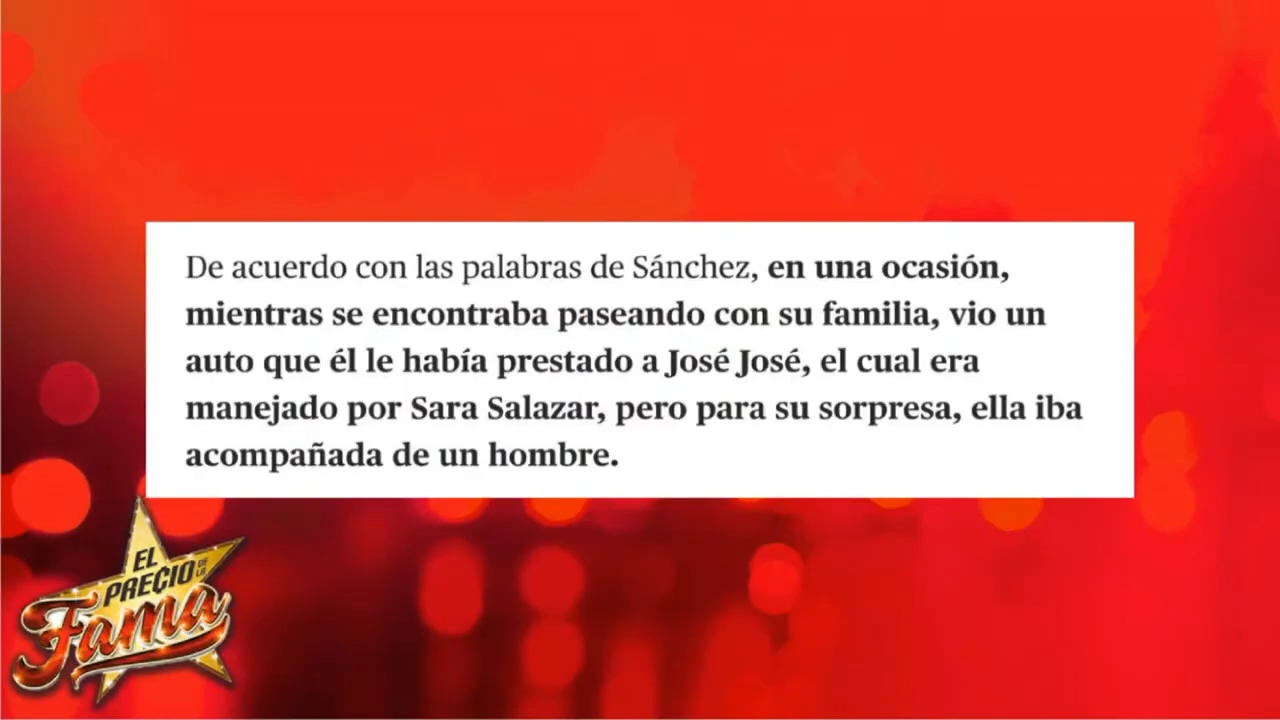 De acuerdo con las palabras de Sánchez, en una ocasión,
mientras se encontraba paseando con su familia, vio un
auto que él le había prestado a José José, el cual era
manejado por Sara Salazar, pero para su sorpresa, ella iba
acompañada de un hombre.
EL
PRECIO DE LA
Fama